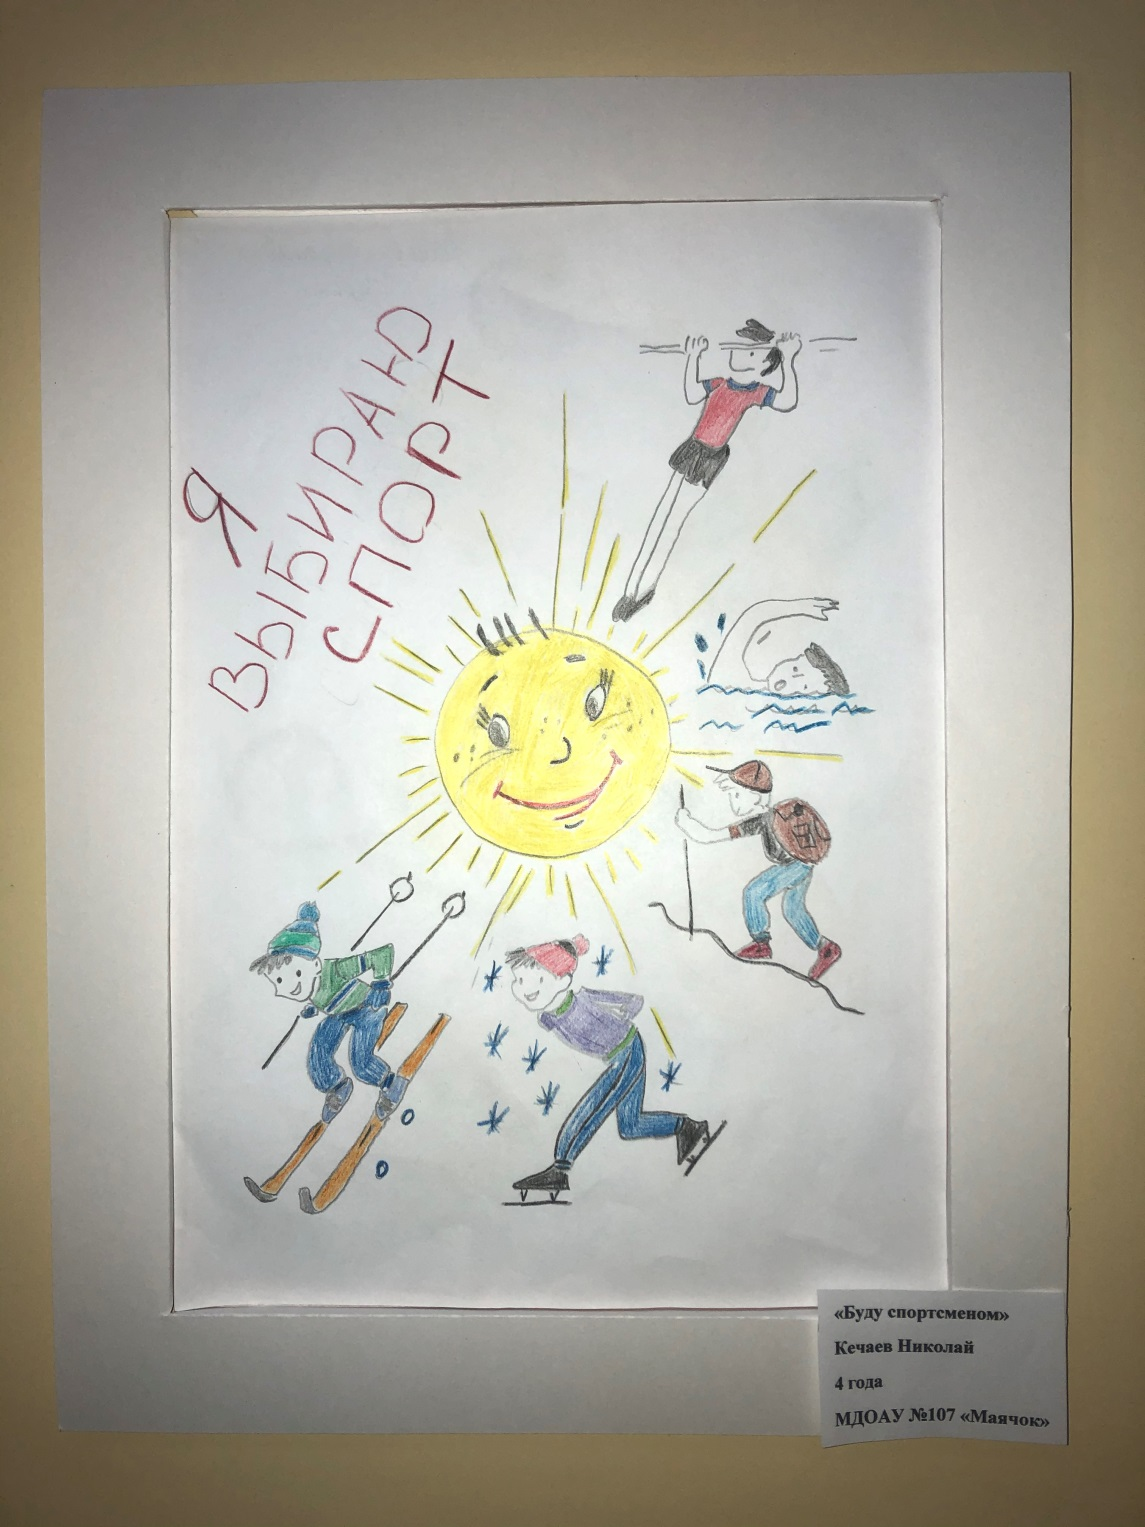 Я
ВЫБИРАЮ
СПОРТ
«Буду спортсменом»
Кечаев Николай
4 года
МДОАУ №107 «Маячок»